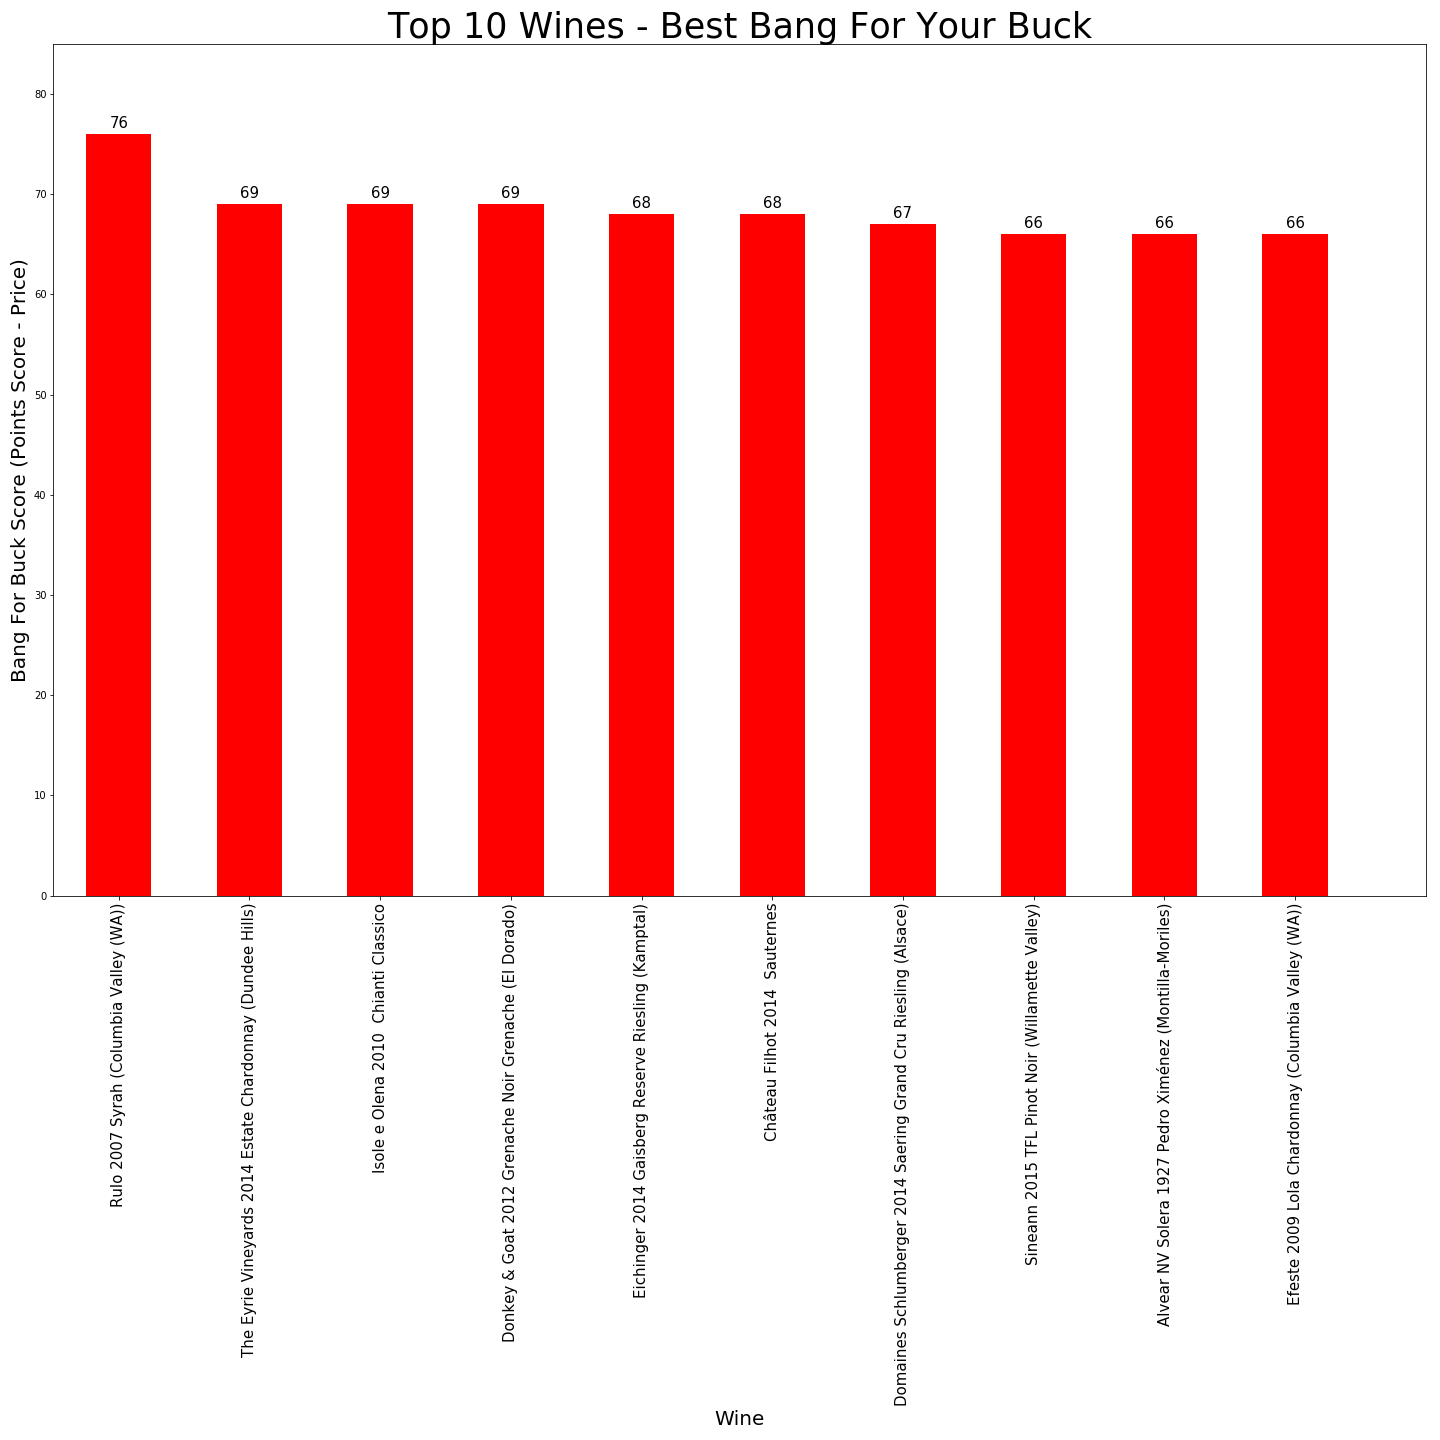 Top 10 Wines - Best Bang For Your Buck
Bang For Buck Score (Points Score - Price)
80
70
60
50
40
30
20
10
0
76
69
69
69
68
68
67
66
66
66
Rulo 2007 Syrah (Columbia Valley (WA))
The Eyrie Vineyards 2014 Estate Chardonnay (Dundee Hills)
Isole e Olena 2010  Chianti Classico
Donkey & Goat 2012 Grenache Noir Grenache (El Dorado)
Eichinger 2014 Gaisberg Reserve Riesling (Kamptal)
Château Filhot 2014  Sauternes
Domaines Schlumberger 2014 Saering Grand Cru Riesling (Alsace)
Sineann 2015 TFL Pinot Noir (Willamette Valley)
Alvear NV Solera 1927 Pedro Ximénez (Montilla-Moriles)
Efeste 2009 Lola Chardonnay (Columbia Valley (WA))
Wine